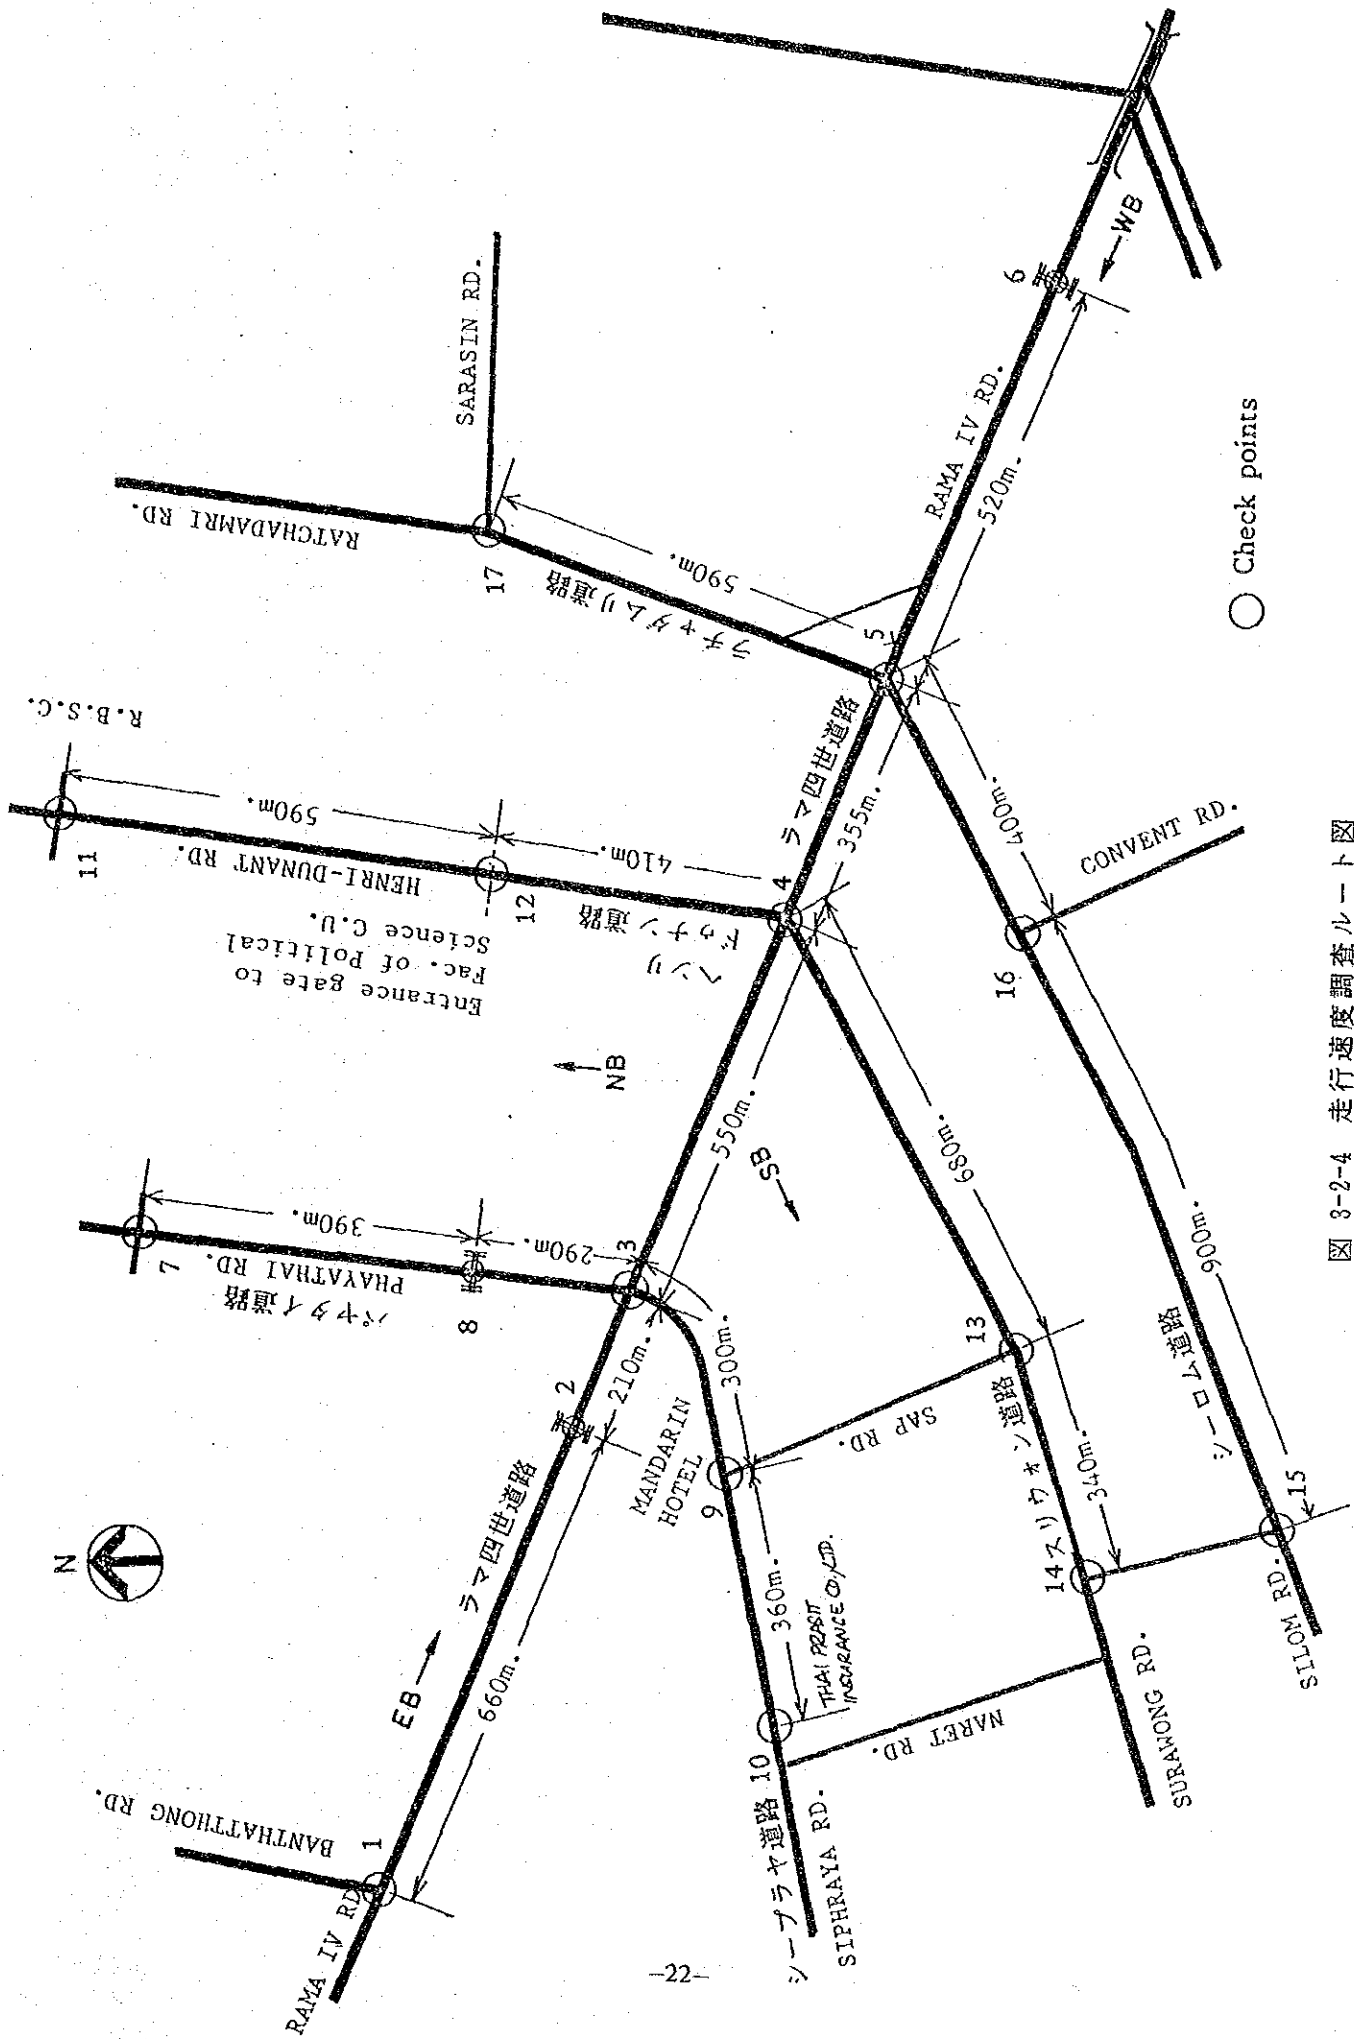 N
BANTHATTHONG RD.
RAMA IV RD.
1
EB
660m.
ラマ四世道路
2
210m.
MANDARIN
HOTEL
7
390m.
PHAYATHAI RD.
パヤタイ道路
8
290m.
3
300m.
9
360m.
THAI PRASIT
INSURANCE CO,/LTD.
10
シープラヤ道路
SIPHRAYA RD.
NARET RD.
SAP RD.
NB
SB
550m.
R.B.S.C.
11
590m.
HENRI-DUNANT RD.
Entrance gate to
Fac. of Political
Science C.U.
12
410m.
ヘンリ
ドゥナン道路
4
ラマ四世道路
355m.
680m.
13
スリウォン道路
340m.
14
SURAWONG RD.
RATCHADAMRI RD.
SARASIN RD.
17
590m.
ラチャダムリ道路
5
RAMA IV RD.
520m.
6
WB
400m.
CONVENT RD.
16
900m.
シーロム道路
15
SILOM RD.
Check points
図 3-2-4 走行速度調査ルート図
-22-